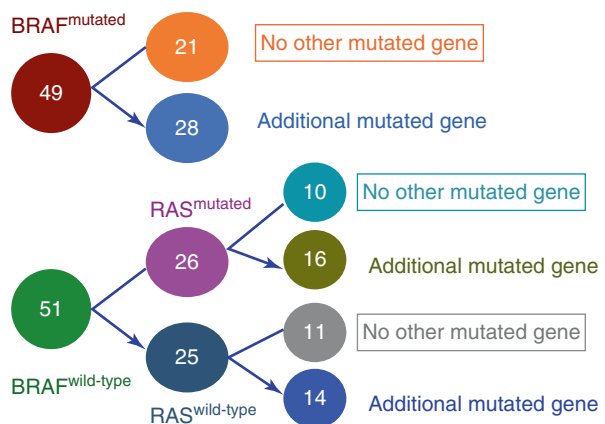 BRAFmutated
49
21
No other mutated gene
28
Additional mutated gene
RASmutated
10
No other mutated gene
26
16
Additional mutated gene
51
11
No other mutated gene
25
14
Additional mutated gene
BRAFwild-type
RASwild-type